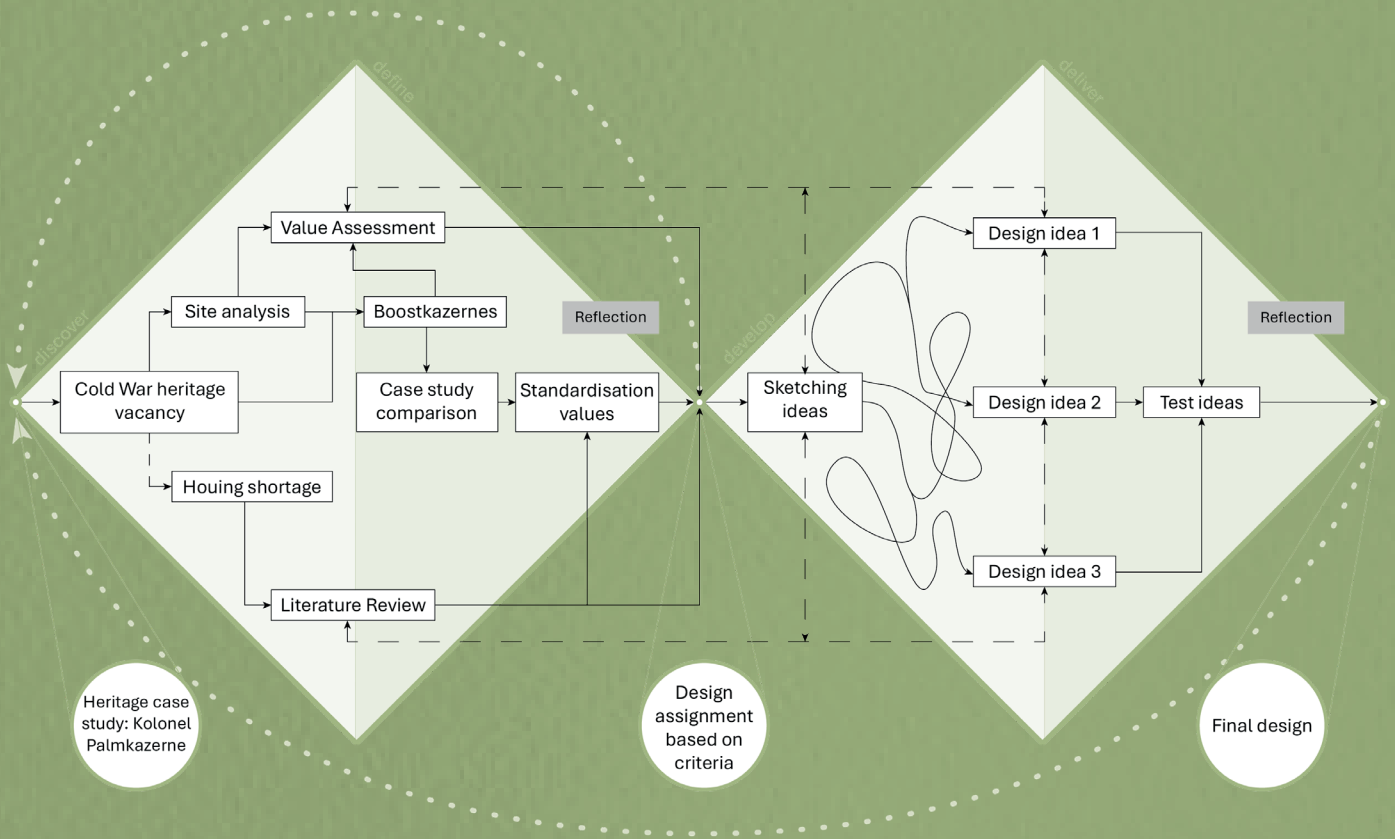 discover
define
develop
deliver
Value Assessment
Site analysis
Boostkazernes
Reflection
Cold War heritage
vacancy
Case study
comparison
Standardisation
values
Houing shortage
Literature Review
Sketching
ideas
Design idea 1
Design idea 2
Design idea 3
Test ideas
Reflection
Heritage case
study: Kolonel
Palmkazerne
Design
assignment
based on
criteria
Final design